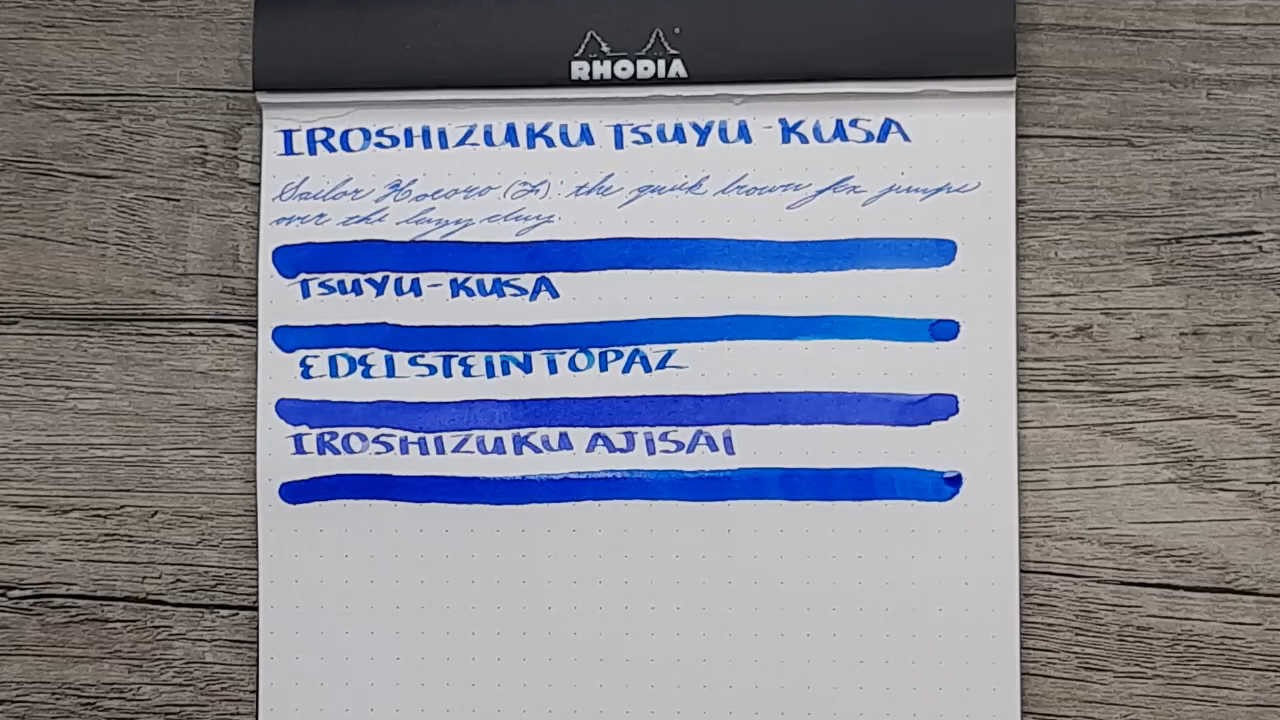 RHODIA
IROSHIZUKU TSUYU-KUSA
Sailor Hocoro (F): the quick brown fox jumps
over the lazy dog.
TSUYU-KUSA
EDELSTEIN TOPAZ
IROSHIZUKU AJISAI